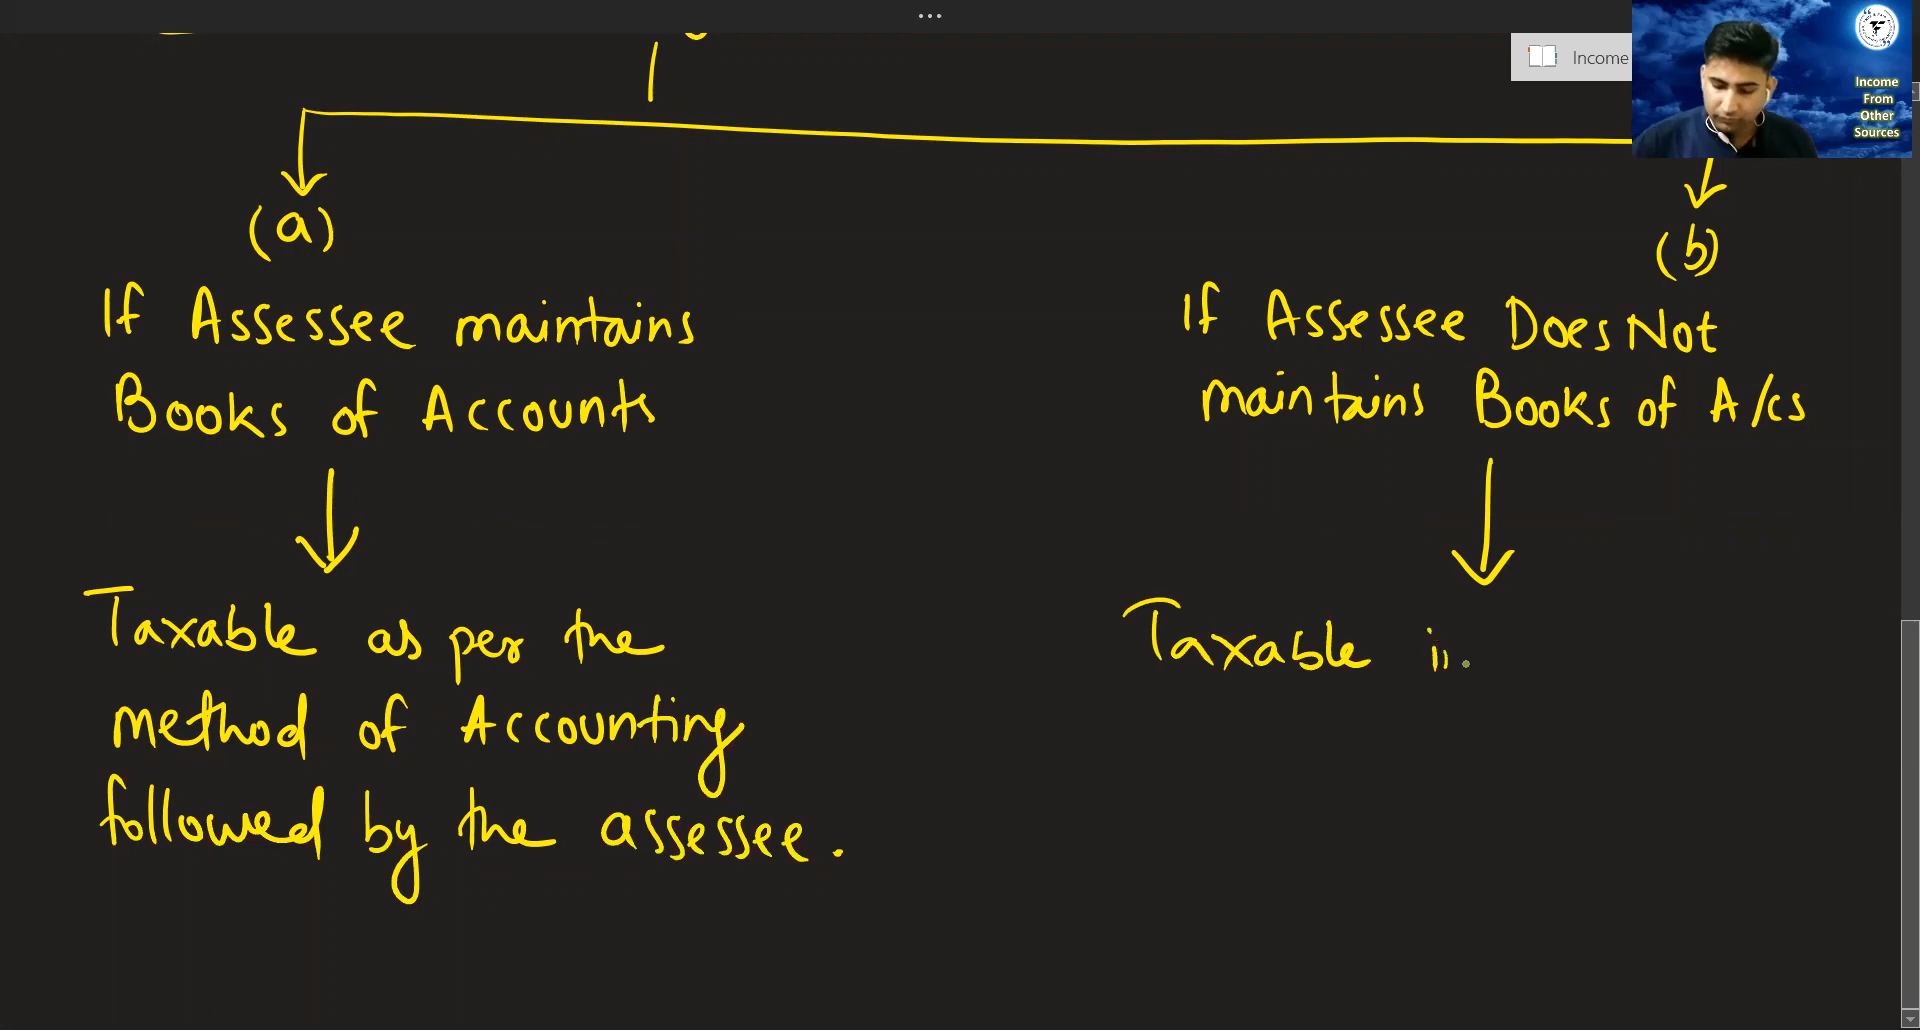 Income
Income
From
Other
Sources
(a)
(b)
If Assessee maintains
Books of Accounts
If Assessee Does Not
maintains Books of A/cs
Taxable as per the
method of Accounting
followed by the assessee.
Taxable